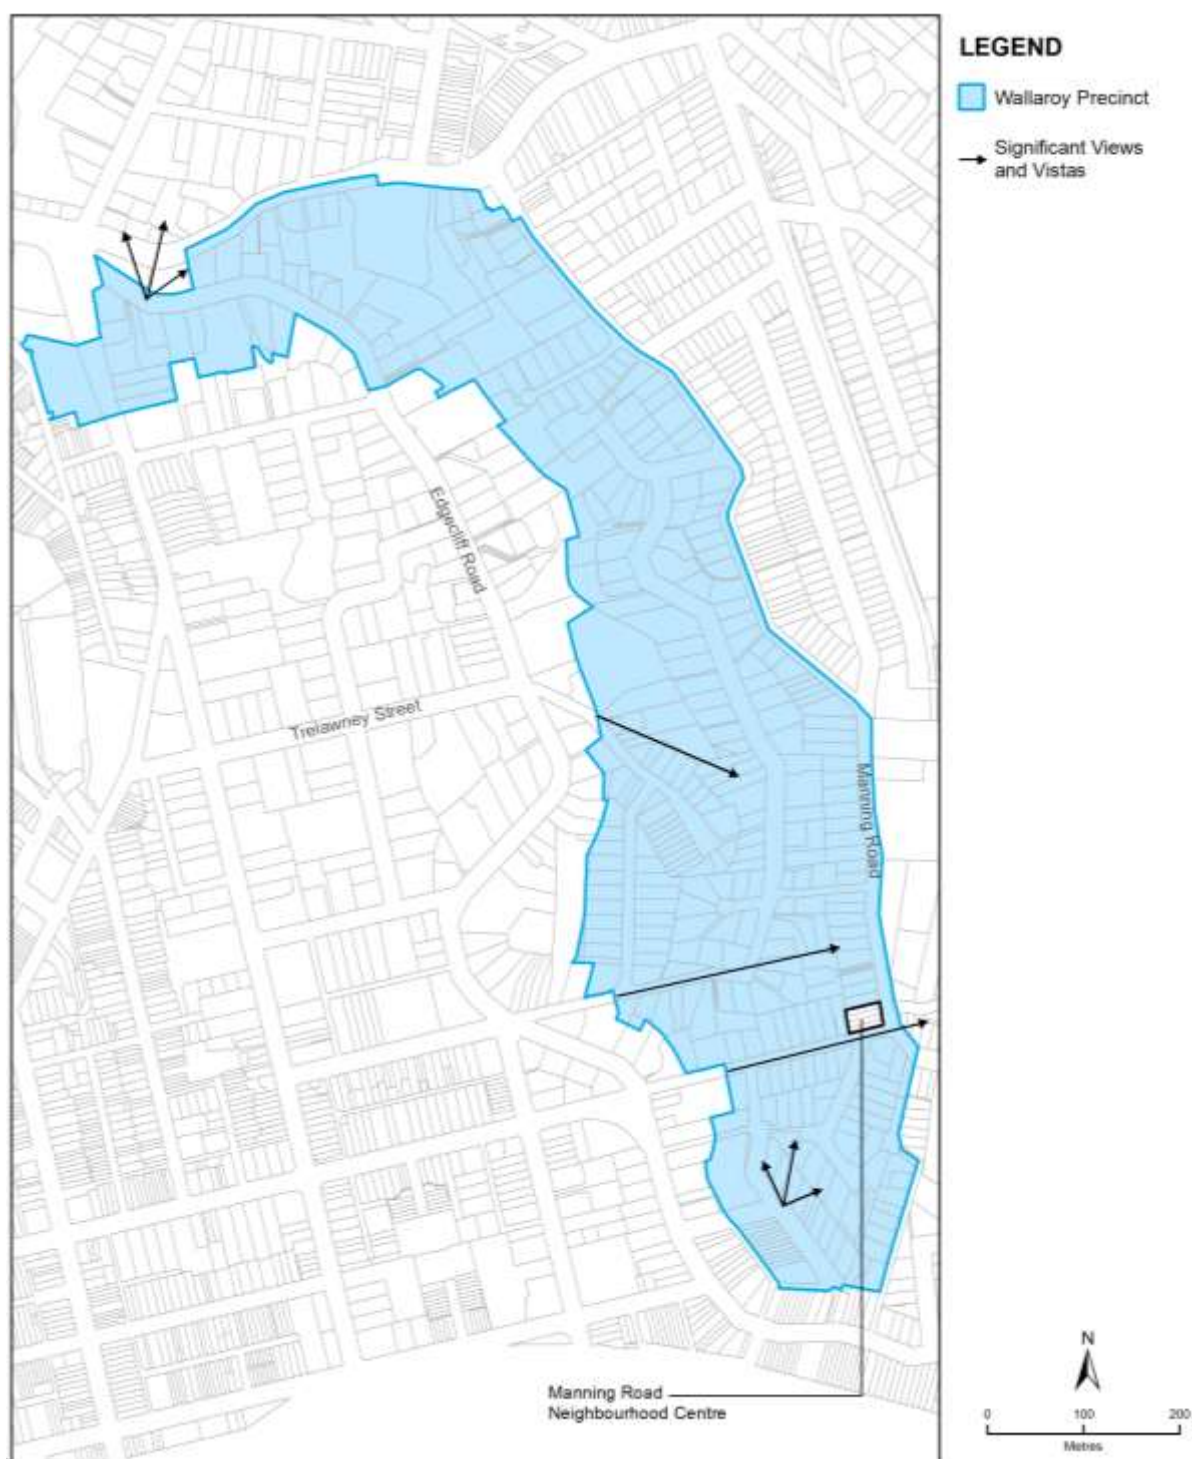 LEGEND
Wallaroy Precinct
Significant Views
and Vistas
Edgecliff Road
Trelawney Street
Manning Road
Manning Road
Neighbourhood Centre
N
0 100 200
Metres